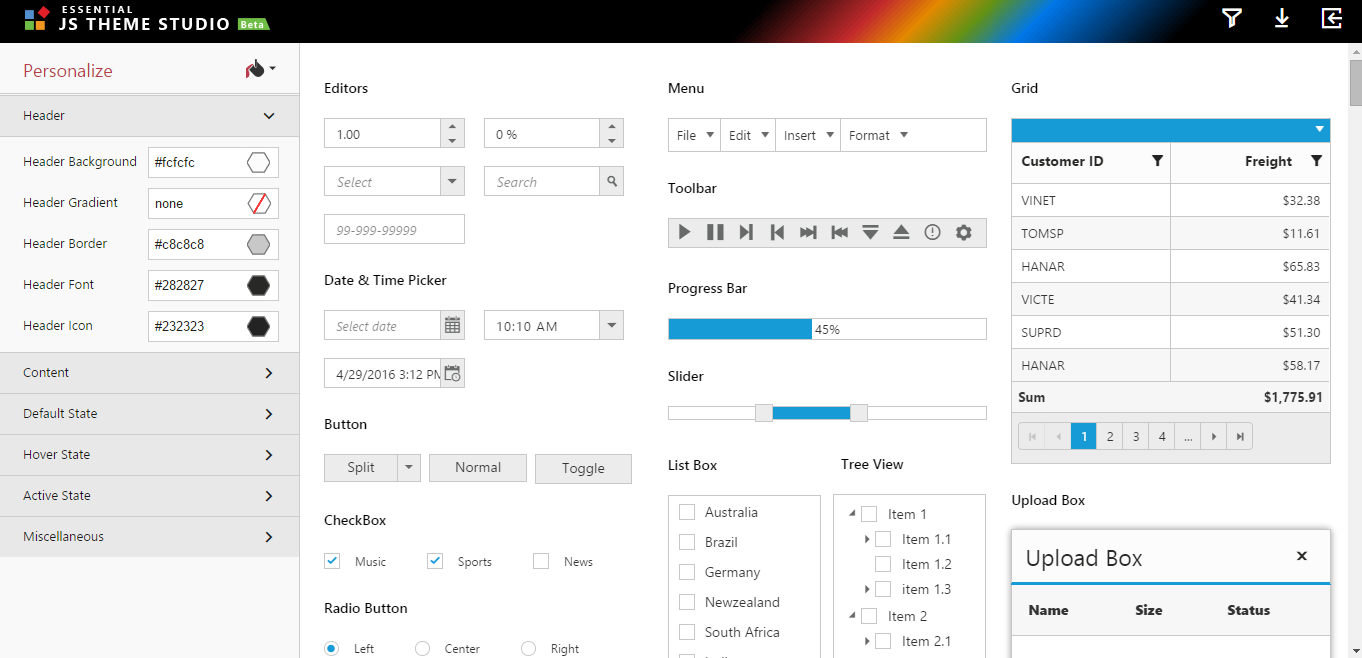 ESSENTIAL
JS THEME STUDIO Beta
Personalize
Header
Header Background #fcfcfc
Header Gradient none
Header Border #c8c8c8
Header Font #282827
Header Icon #232323
Content
Default State
Hover State
Active State
Miscellaneous
Editors
1.00 0 %
Select Search
99-999-99999
Date & Time Picker
Select date 10:10 AM
4/29/2016 3:12 PM
Button
Split Normal Toggle
CheckBox
Music Sports News
Radio Button
Left Center Right
Menu
File Edit Insert Format
Toolbar
Progress Bar
45%
Slider
List Box
Australia
Brazil
Germany
Newzealand
South Africa
Tree View
Item 1
Item 1.1
Item 1.2
item 1.3
Item 2
Item 2.1
Grid
Customer ID Freight
VINET $32.38
TOMSP $11.61
HANAR $65.83
VICTE $41.34
SUPRD $51.30
HANAR $58.17
Sum $1,775.91
1 2 3 4 ...
Upload Box
Upload Box
Name Size Status